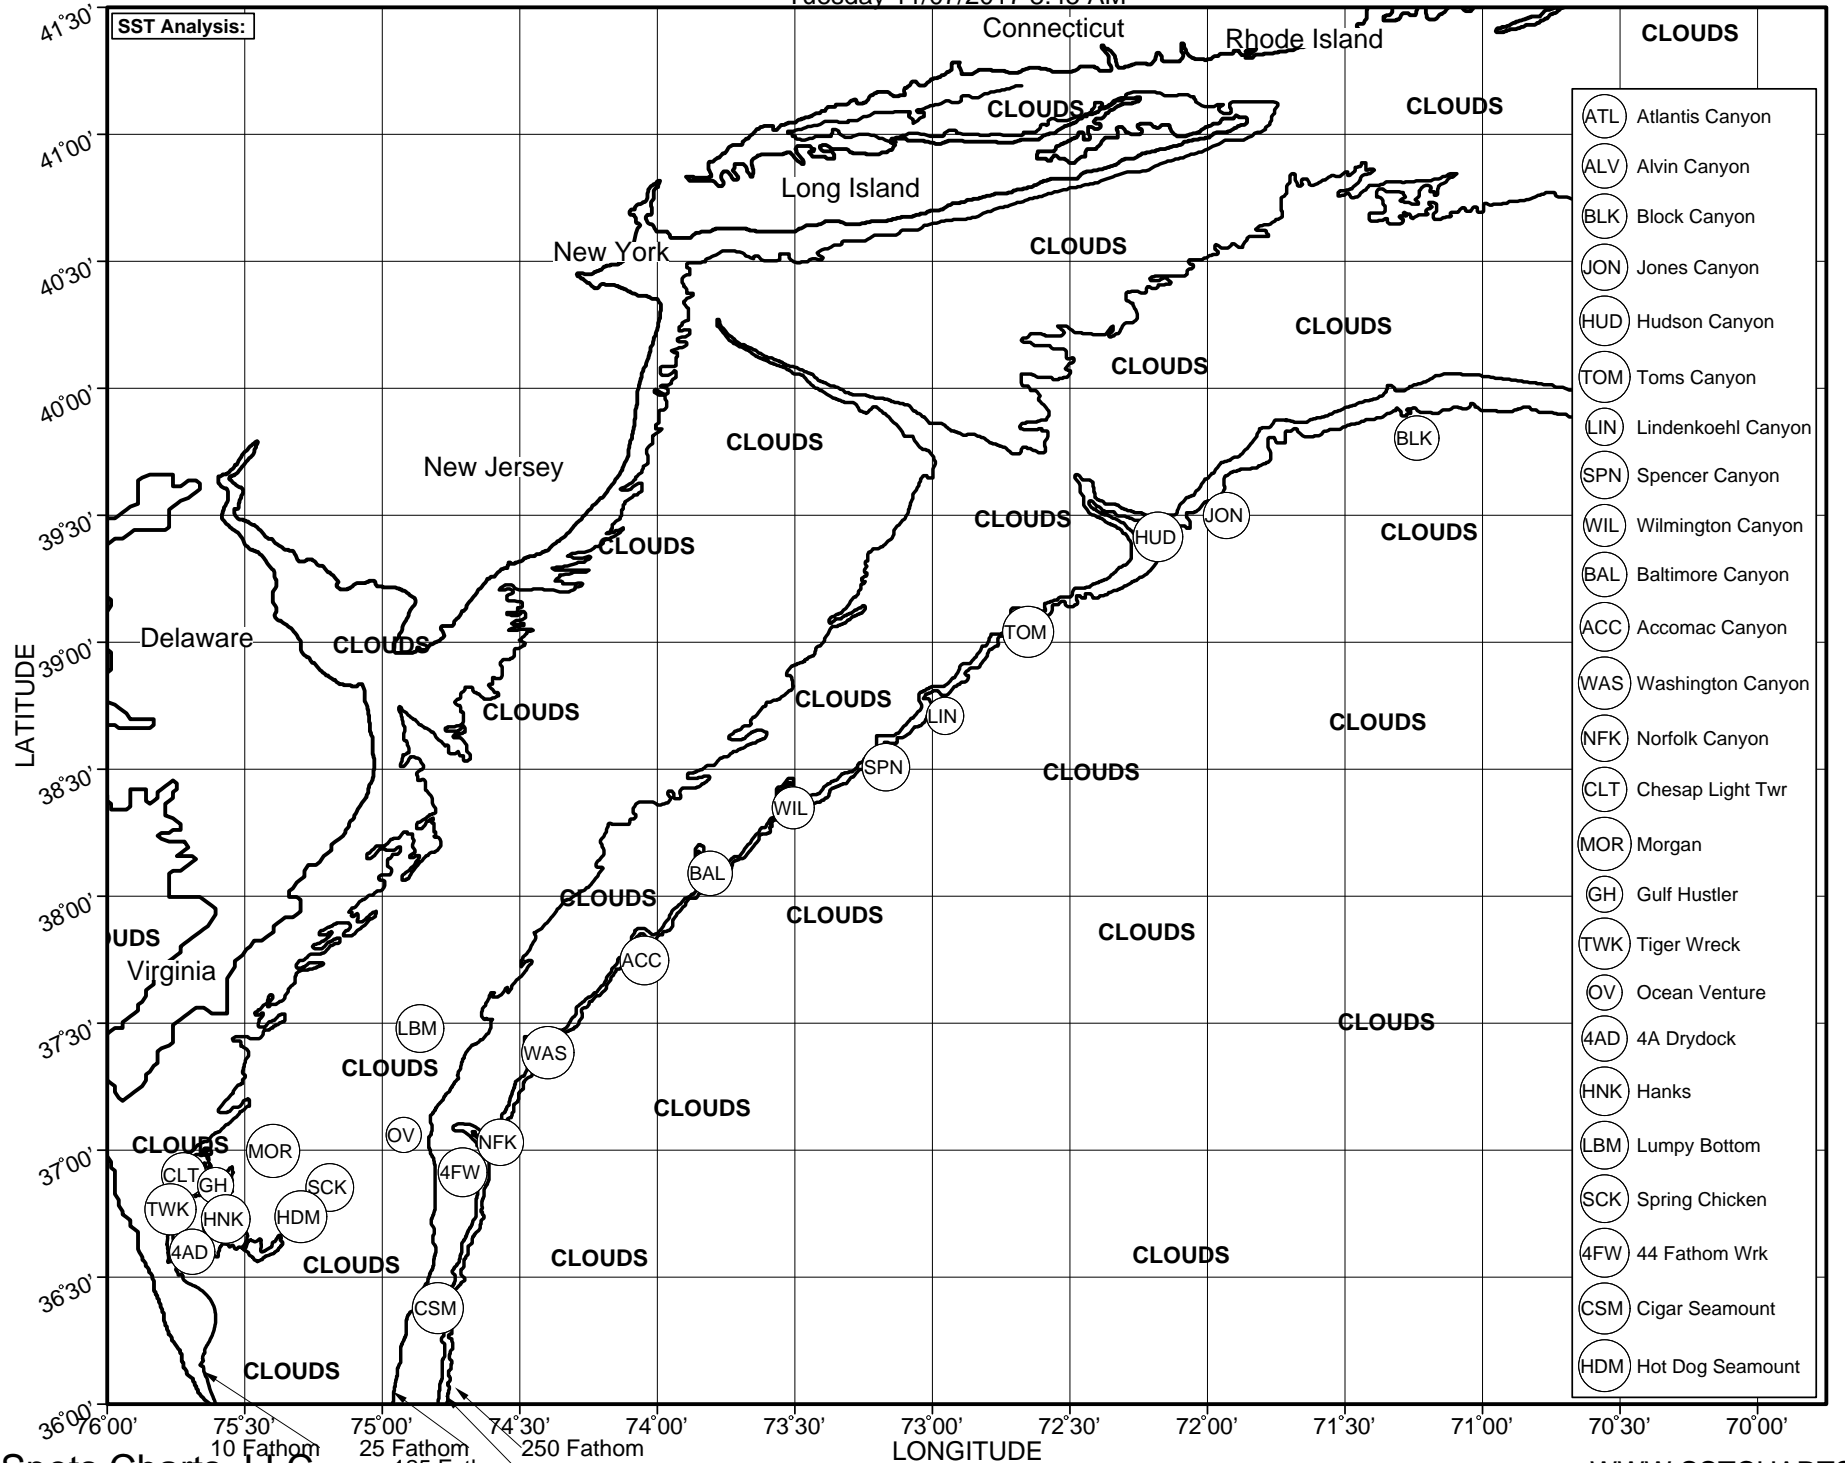 SST Analysis:
Connecticut
Rhode Island
CLOUDS
41°30'
CLOUDS
CLOUDS
41°00'
Long Island
New York
CLOUDS
40°30'
CLOUDS
CLOUDS
40°00'
CLOUDS
BLK
New Jersey
CLOUDS
JON
CLOUDS
39°30'
HUD
CLOUDS
Delaware
CLOUDS
TOM
39°00'
LATITUDE
CLOUDS
CLOUDS
LIN
CLOUDS
SPN
CLOUDS
38°30'
WIL
BAL
CLOUDS
38°00'
CLOUDS
CLOUDS
UDS
Virginia
ACC
LBM
CLOUDS
37°30'
WAS
CLOUDS
CLOUDS
OV
NFK
CLOUDS
MOR
37°00'
4FW
CLT
GH
SCK
TWK
HNK
HDM
4AD
CLOUDS
CLOUDS
CLOUDS
36°30'
CSM
CLOUDS
36°00'
ATL Atlantis Canyon
ALV Alvin Canyon
BLK Block Canyon
JON Jones Canyon
HUD Hudson Canyon
TOM Toms Canyon
LIN Lindenkoehl Canyon
SPN Spencer Canyon
WIL Wilmington Canyon
BAL Baltimore Canyon
ACC Accomac Canyon
WAS Washington Canyon
NFK Norfolk Canyon
CLT Chesap Light Twr
MOR Morgan
GH Gulf Hustler
TWK Tiger Wreck
OV Ocean Venture
4AD 4A Drydock
HNK Hanks
LBM Lumpy Bottom
SCK Spring Chicken
4FW 44 Fathom Wrk
CSM Cigar Seamount
HDM Hot Dog Seamount
76°00' 75°30' 75°00' 74°30' 74°00' 73°30' 73°00' 72°30' 72°00' 71°30' 71°00' 70°30' 70°00'
10 Fathom 25 Fathom 250 Fathom
LONGITUDE